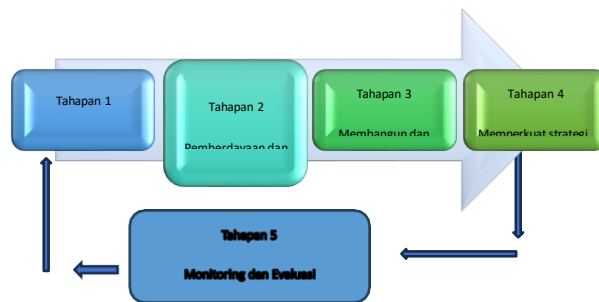 Tahapan 1
Tahapan 2
Pemberdayaan dan
Tahapan 3
Membangun dan
Tahapan 4
Memperkuat strategi
Tahapan 5
Monitoring dan Evaluasi